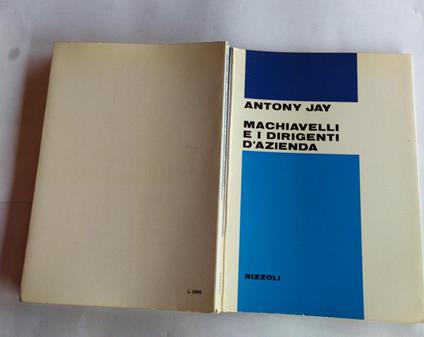 ANTONY JAY
MACHIAVELLI
E I DIRIGENTI
D'AZIENDA
RIZZOLI